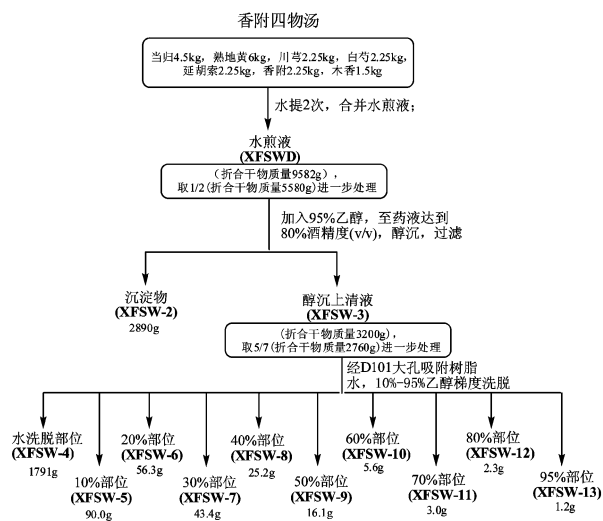 香附四物汤
当归4.5kg，熟地黄6kg，川芎2.25kg，白芍2.25kg，
延胡索2.25kg，香附2.25kg，木香1.5kg
水提2次，合并水煎液；
水煎液
(XFSWD)
（折合干物质量9582g），
取1/2(折合干物质量5580g)进一步处理
加入95%乙醇，至药液达到
80%酒精度(v/v)，醇沉，过滤
沉淀物
(XFSW-2)
2890g
醇沉上清液
(XFSW-3)
（折合干物质量3200g），
取5/7(折合干物质量2760g)进一步处理
经D101大孔吸附树脂
水，10%-95%乙醇梯度洗脱
水洗脱部位
(XFSW-4)
1791g
10%部位
(XFSW-5)
90.0g
20%部位
(XFSW-6)
56.3g
30%部位
(XFSW-7)
43.4g
40%部位
(XFSW-8)
25.2g
50%部位
(XFSW-9)
16.1g
60%部位
(XFSW-10)
5.6g
70%部位
(XFSW-11)
3.0g
80%部位
(XFSW-12)
2.3g
95%部位
(XFSW-13)
1.2g